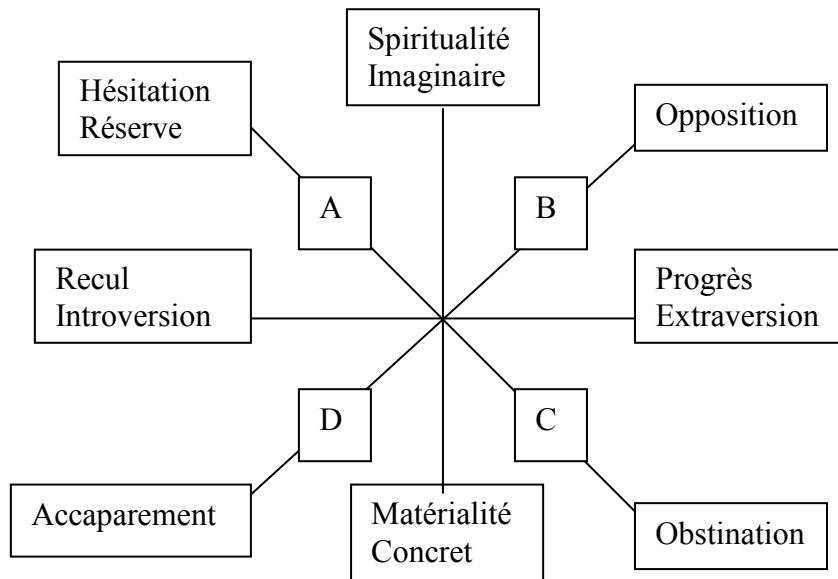 Spiritualité
Imaginaire
Hésitation
Réserve
Opposition
A
B
Recul
Introversion
Progrès
Extraversion
D
C
Accaparement
Matérialité
Concret
Obstination